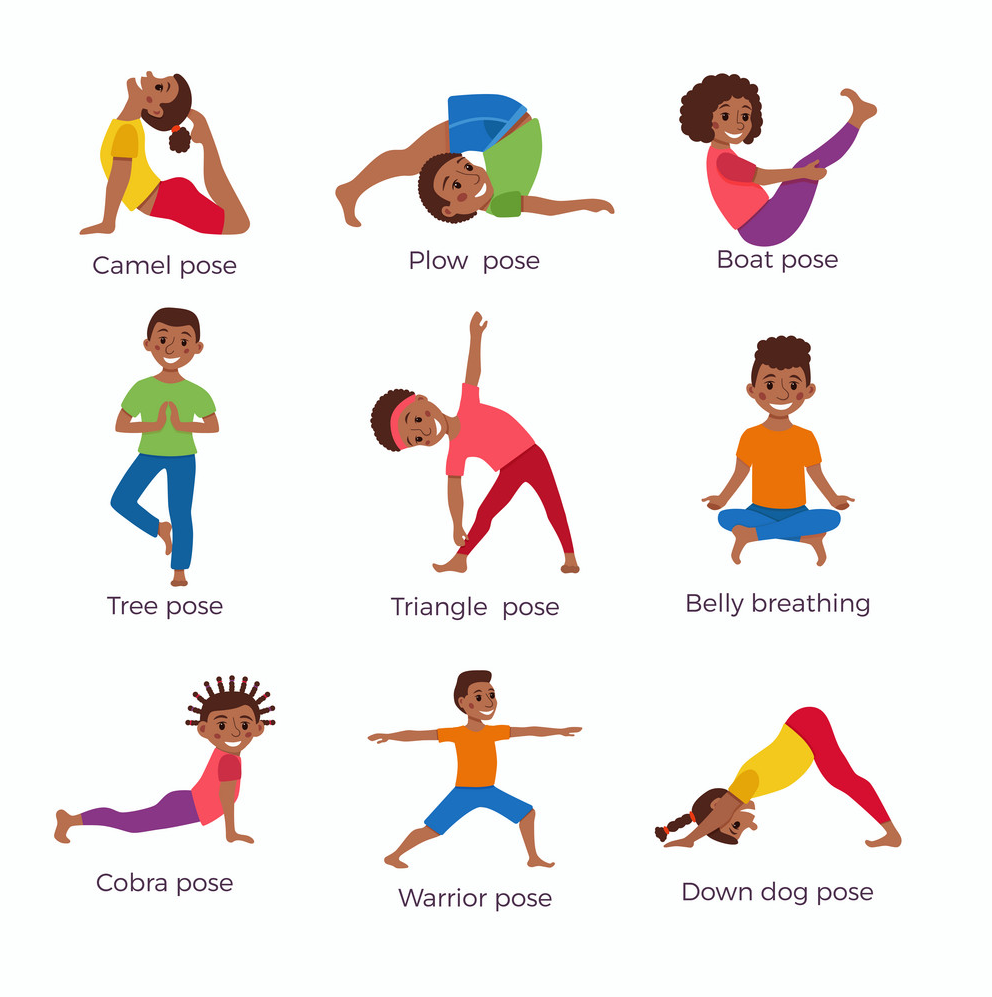 Camel pose
Plow  pose
Boat pose
Tree pose
Triangle  pose
Belly breathing
Cobra pose
Warrior pose
Down dog pose